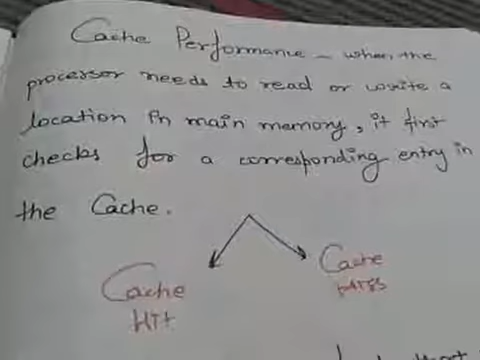 Cache Performance - when the
processor needs to read or write a
location in main memory, it first
checks for a corresponding entry in
the Cache.
Cache
Miss
Cache
Hit